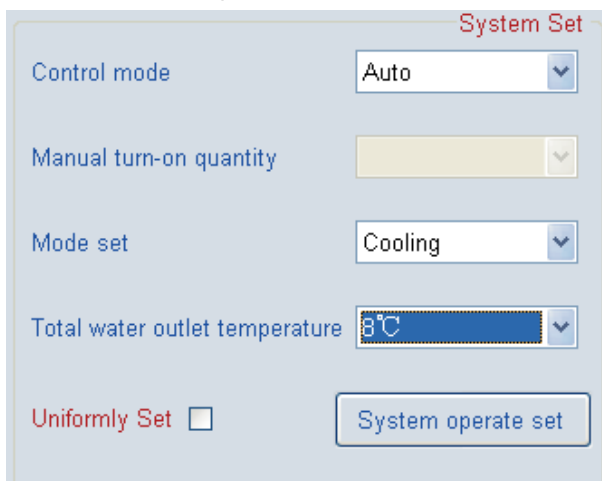 System Set
Control mode Auto
Manual turn-on quantity
Mode set Cooling
Total water outlet temperature 8℃
Uniformly Set System operate set